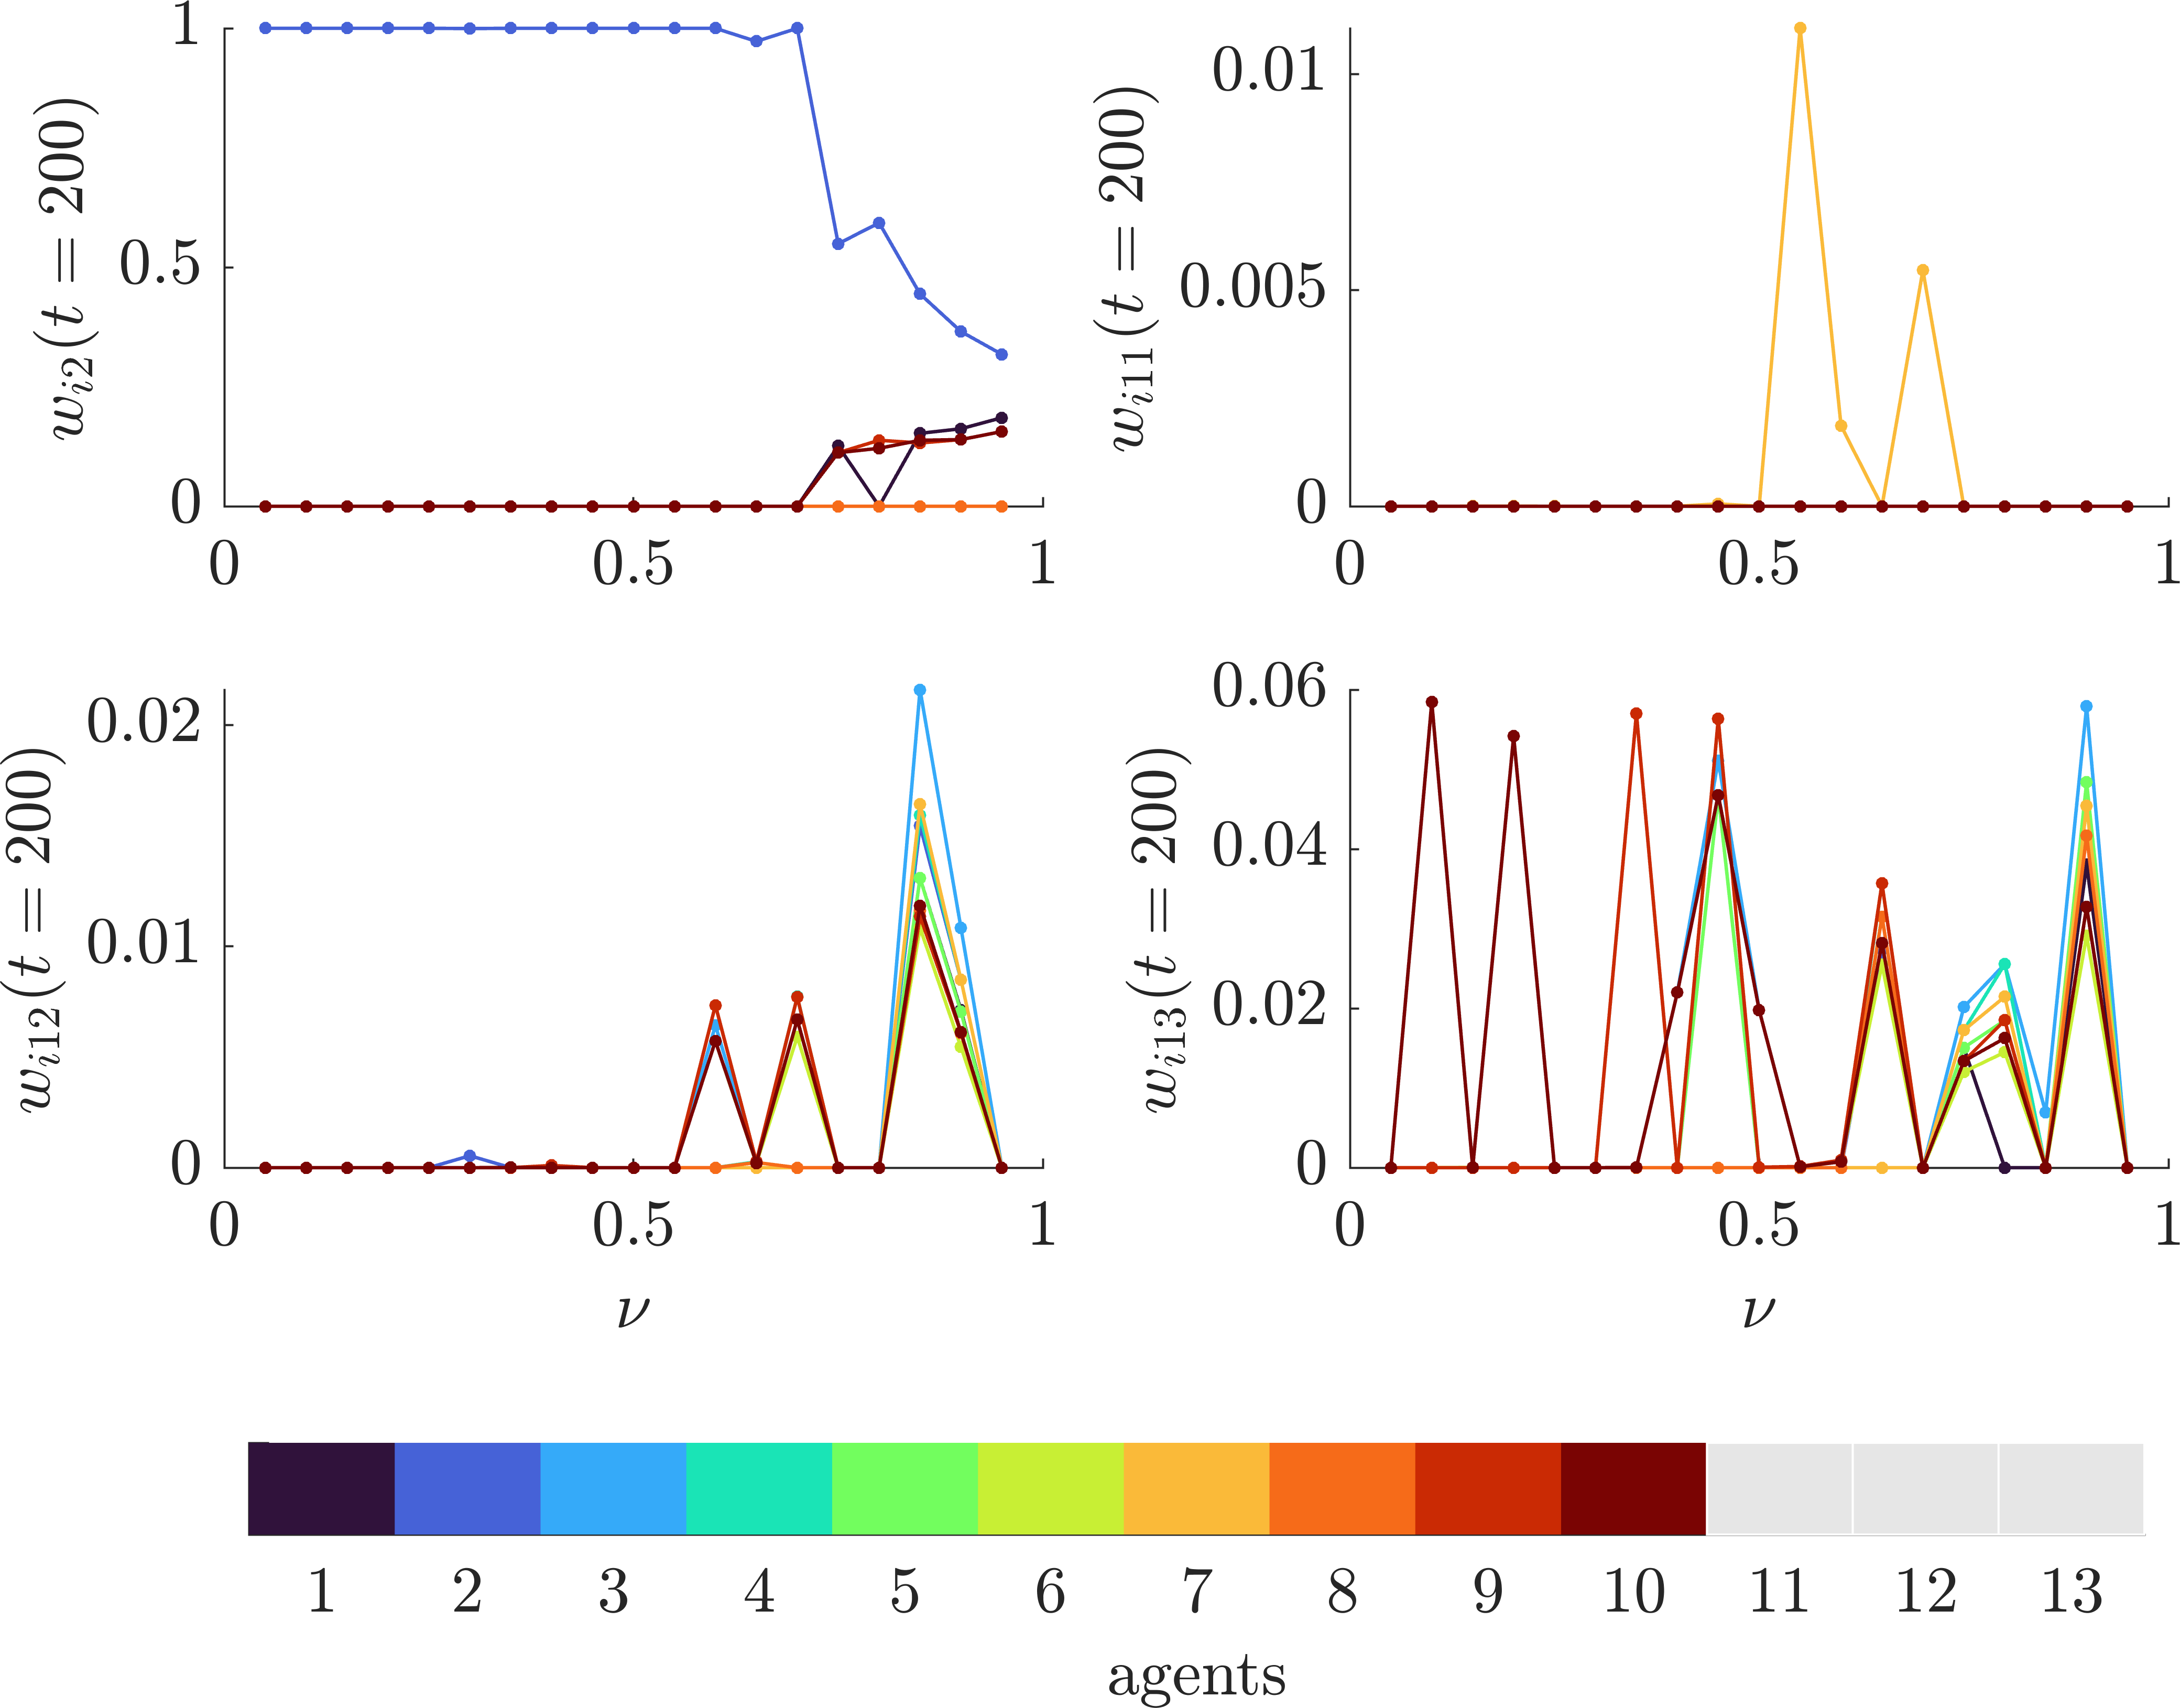 1
0.5
0
w_{i2}(t = 200)
0 0.5 1
0.01
0.005
0
w_{i11}(t = 200)
0 0.5 1
0.02
0.01
0
w_{i12}(t = 200)
0 0.5 1
ν
0.06
0.04
0.02
0
w_{i13}(t = 200)
0 0.5 1
ν
1 2 3 4 5 6 7 8 9 10 11 12 13
agents